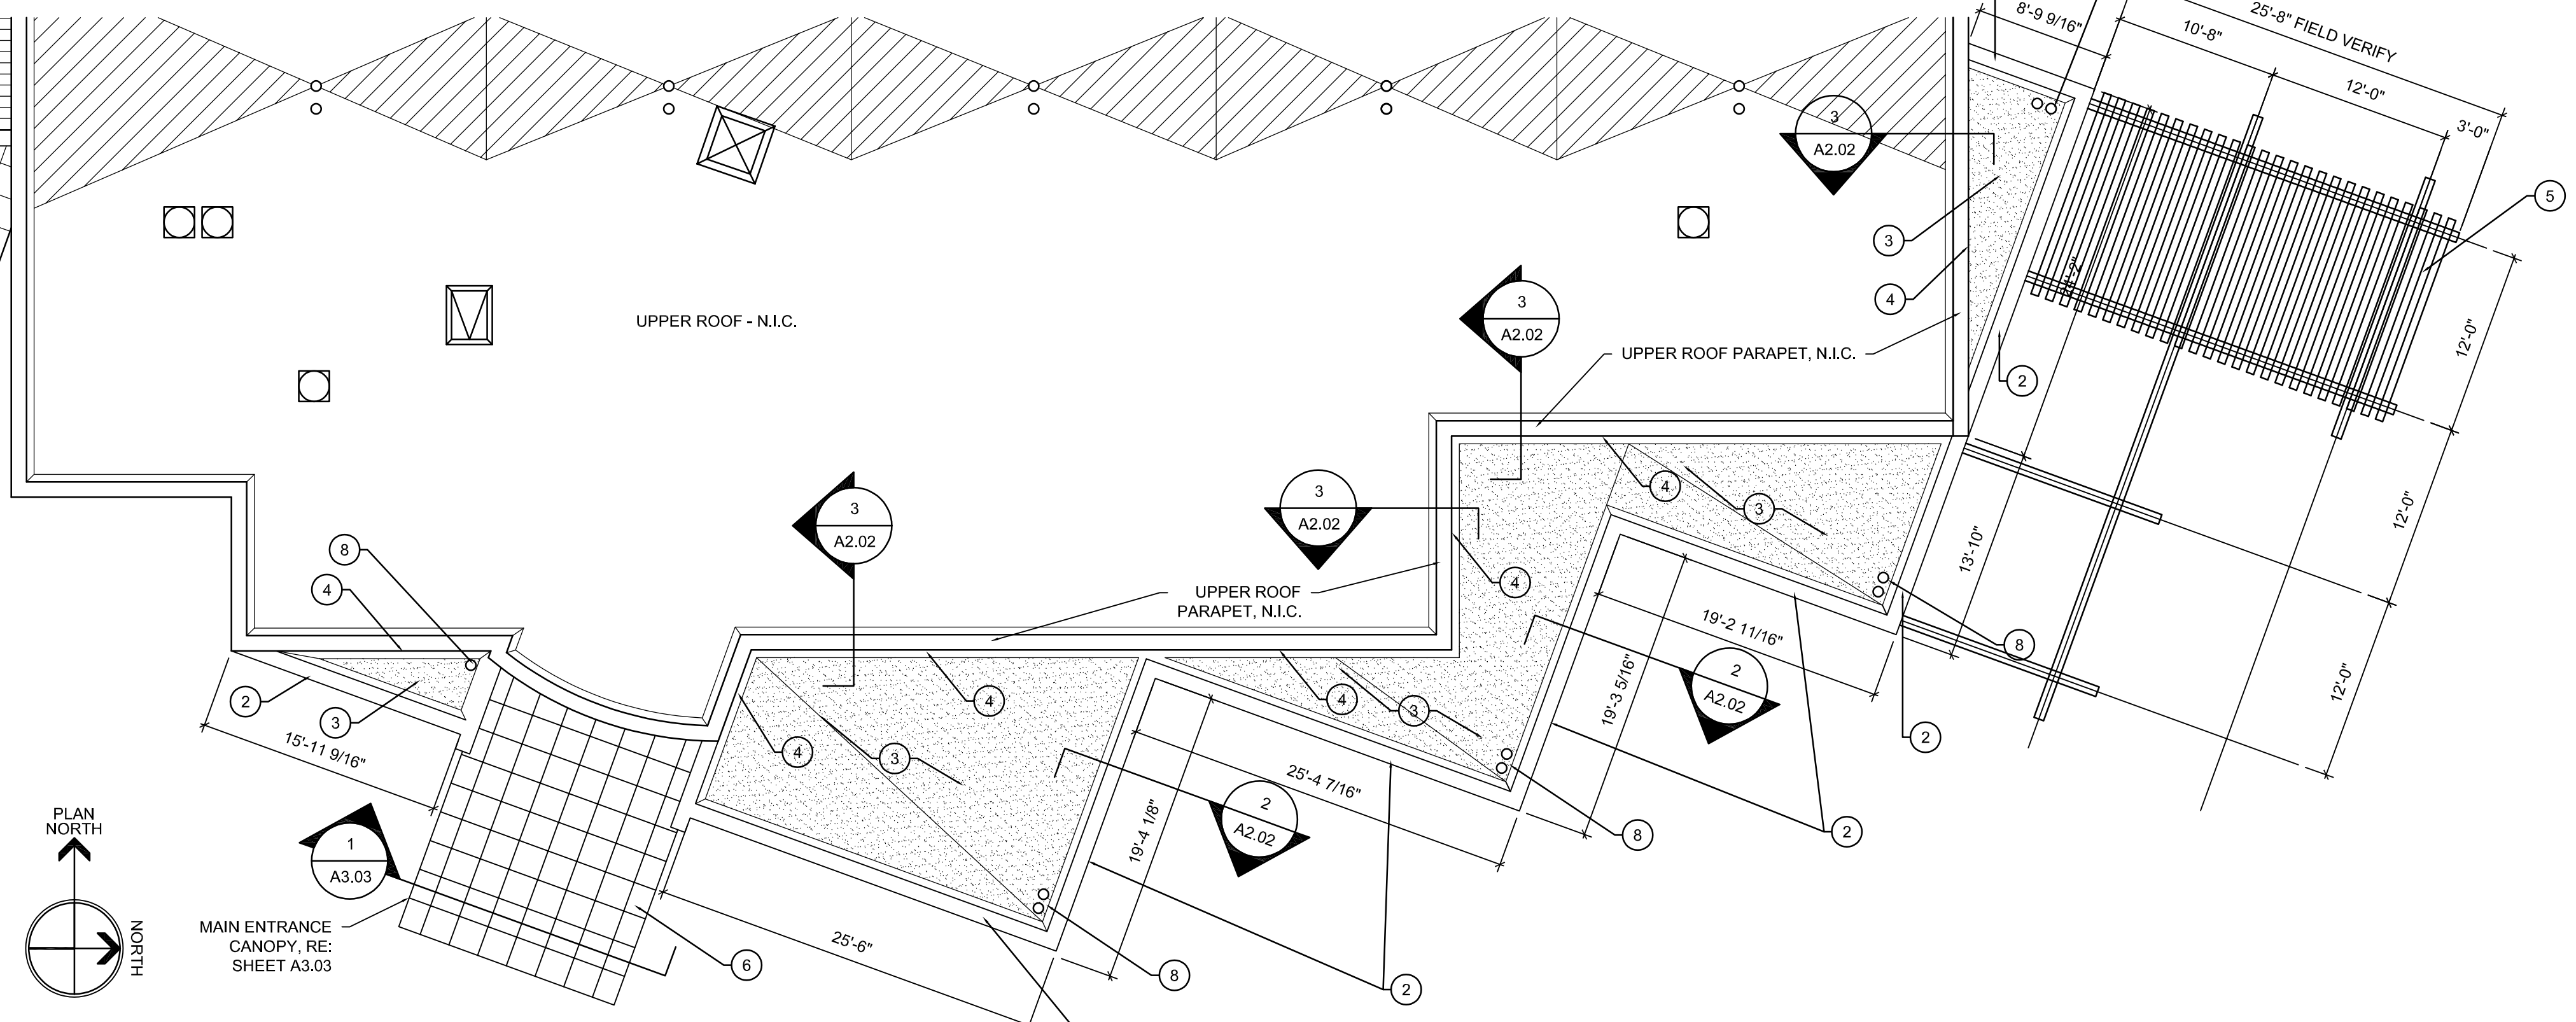 8'-9 9/16"
25'-8" FIELD VERIFY
10'-8"
12'-0"
3'-0"
3
A2.02
5
3
4
12'-0"
3
A2.02
UPPER ROOF - N.I.C.
UPPER ROOF PARAPET, N.I.C.
2
3
A2.02
3
A2.02
4
3
12'-0"
13'-10"
8
4
4
UPPER ROOF
PARAPET, N.I.C.
19'-2 11/16"
8
12'-0"
2
3
15'-11 9/16"
4
3
4
4
3
19'-3 5/16"
2
A2.02
2
25'-4 7/16"
2
A2.02
19'-4 1/8"
8
2
PLAN
NORTH
NORTH
1
A3.03
MAIN ENTRANCE
CANOPY, RE:
SHEET A3.03
6
25'-6"
8
2